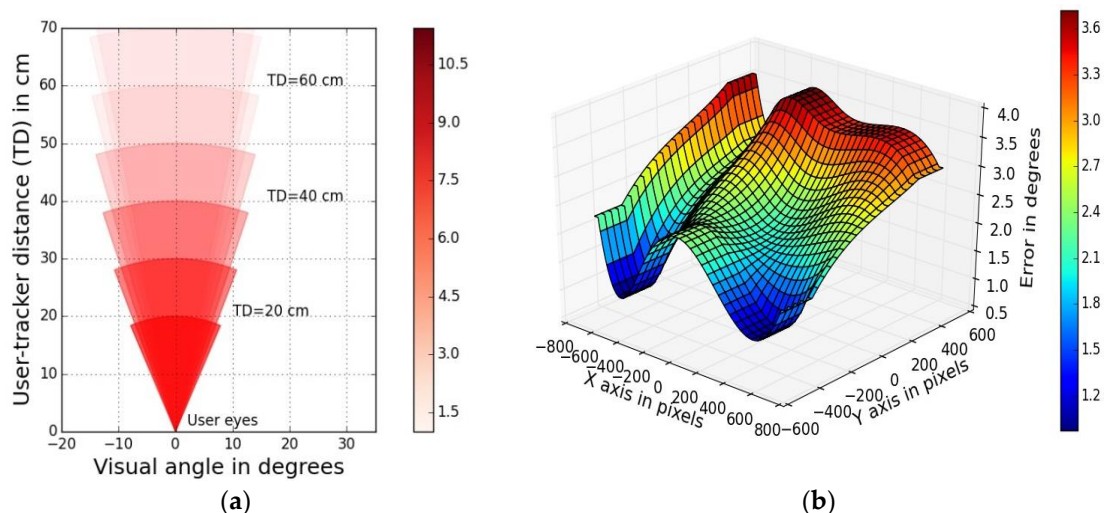 70
60
50
40
30
20
10
0
User-tracker distance (TD) in cm
TD=60 cm
TD=40 cm
TD=20 cm
User eyes
−20 −10 0 10 20 30
Visual angle in degrees
10.5
9.0
7.5
6.0
4.5
3.0
1.5
(a)
4.0
3.5
3.0
2.5
2.0
1.5
1.0
0.5
Error in degrees
−800 −600 −400 −200 0 200 400 600 800
X axis in pixels
−600 −400 −200 0 200 400 600
Y axis in pixels
3.6
3.3
3.0
2.7
2.4
2.1
1.8
1.5
1.2
(b)